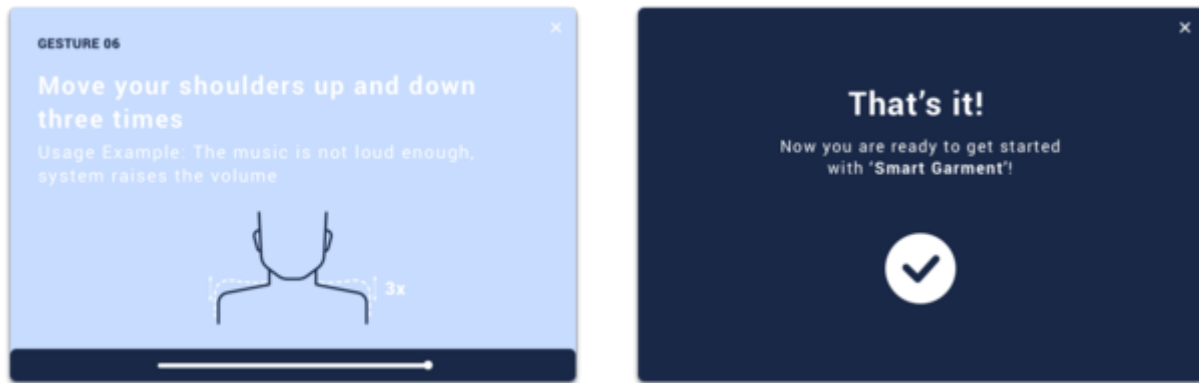 GESTURE 06
Move your shoulders up and down
three times
Usage Example: The music is not loud enough,
system raises the volume
3x
That’s it!
Now you are ready to get started
with ‘Smart Garment’!